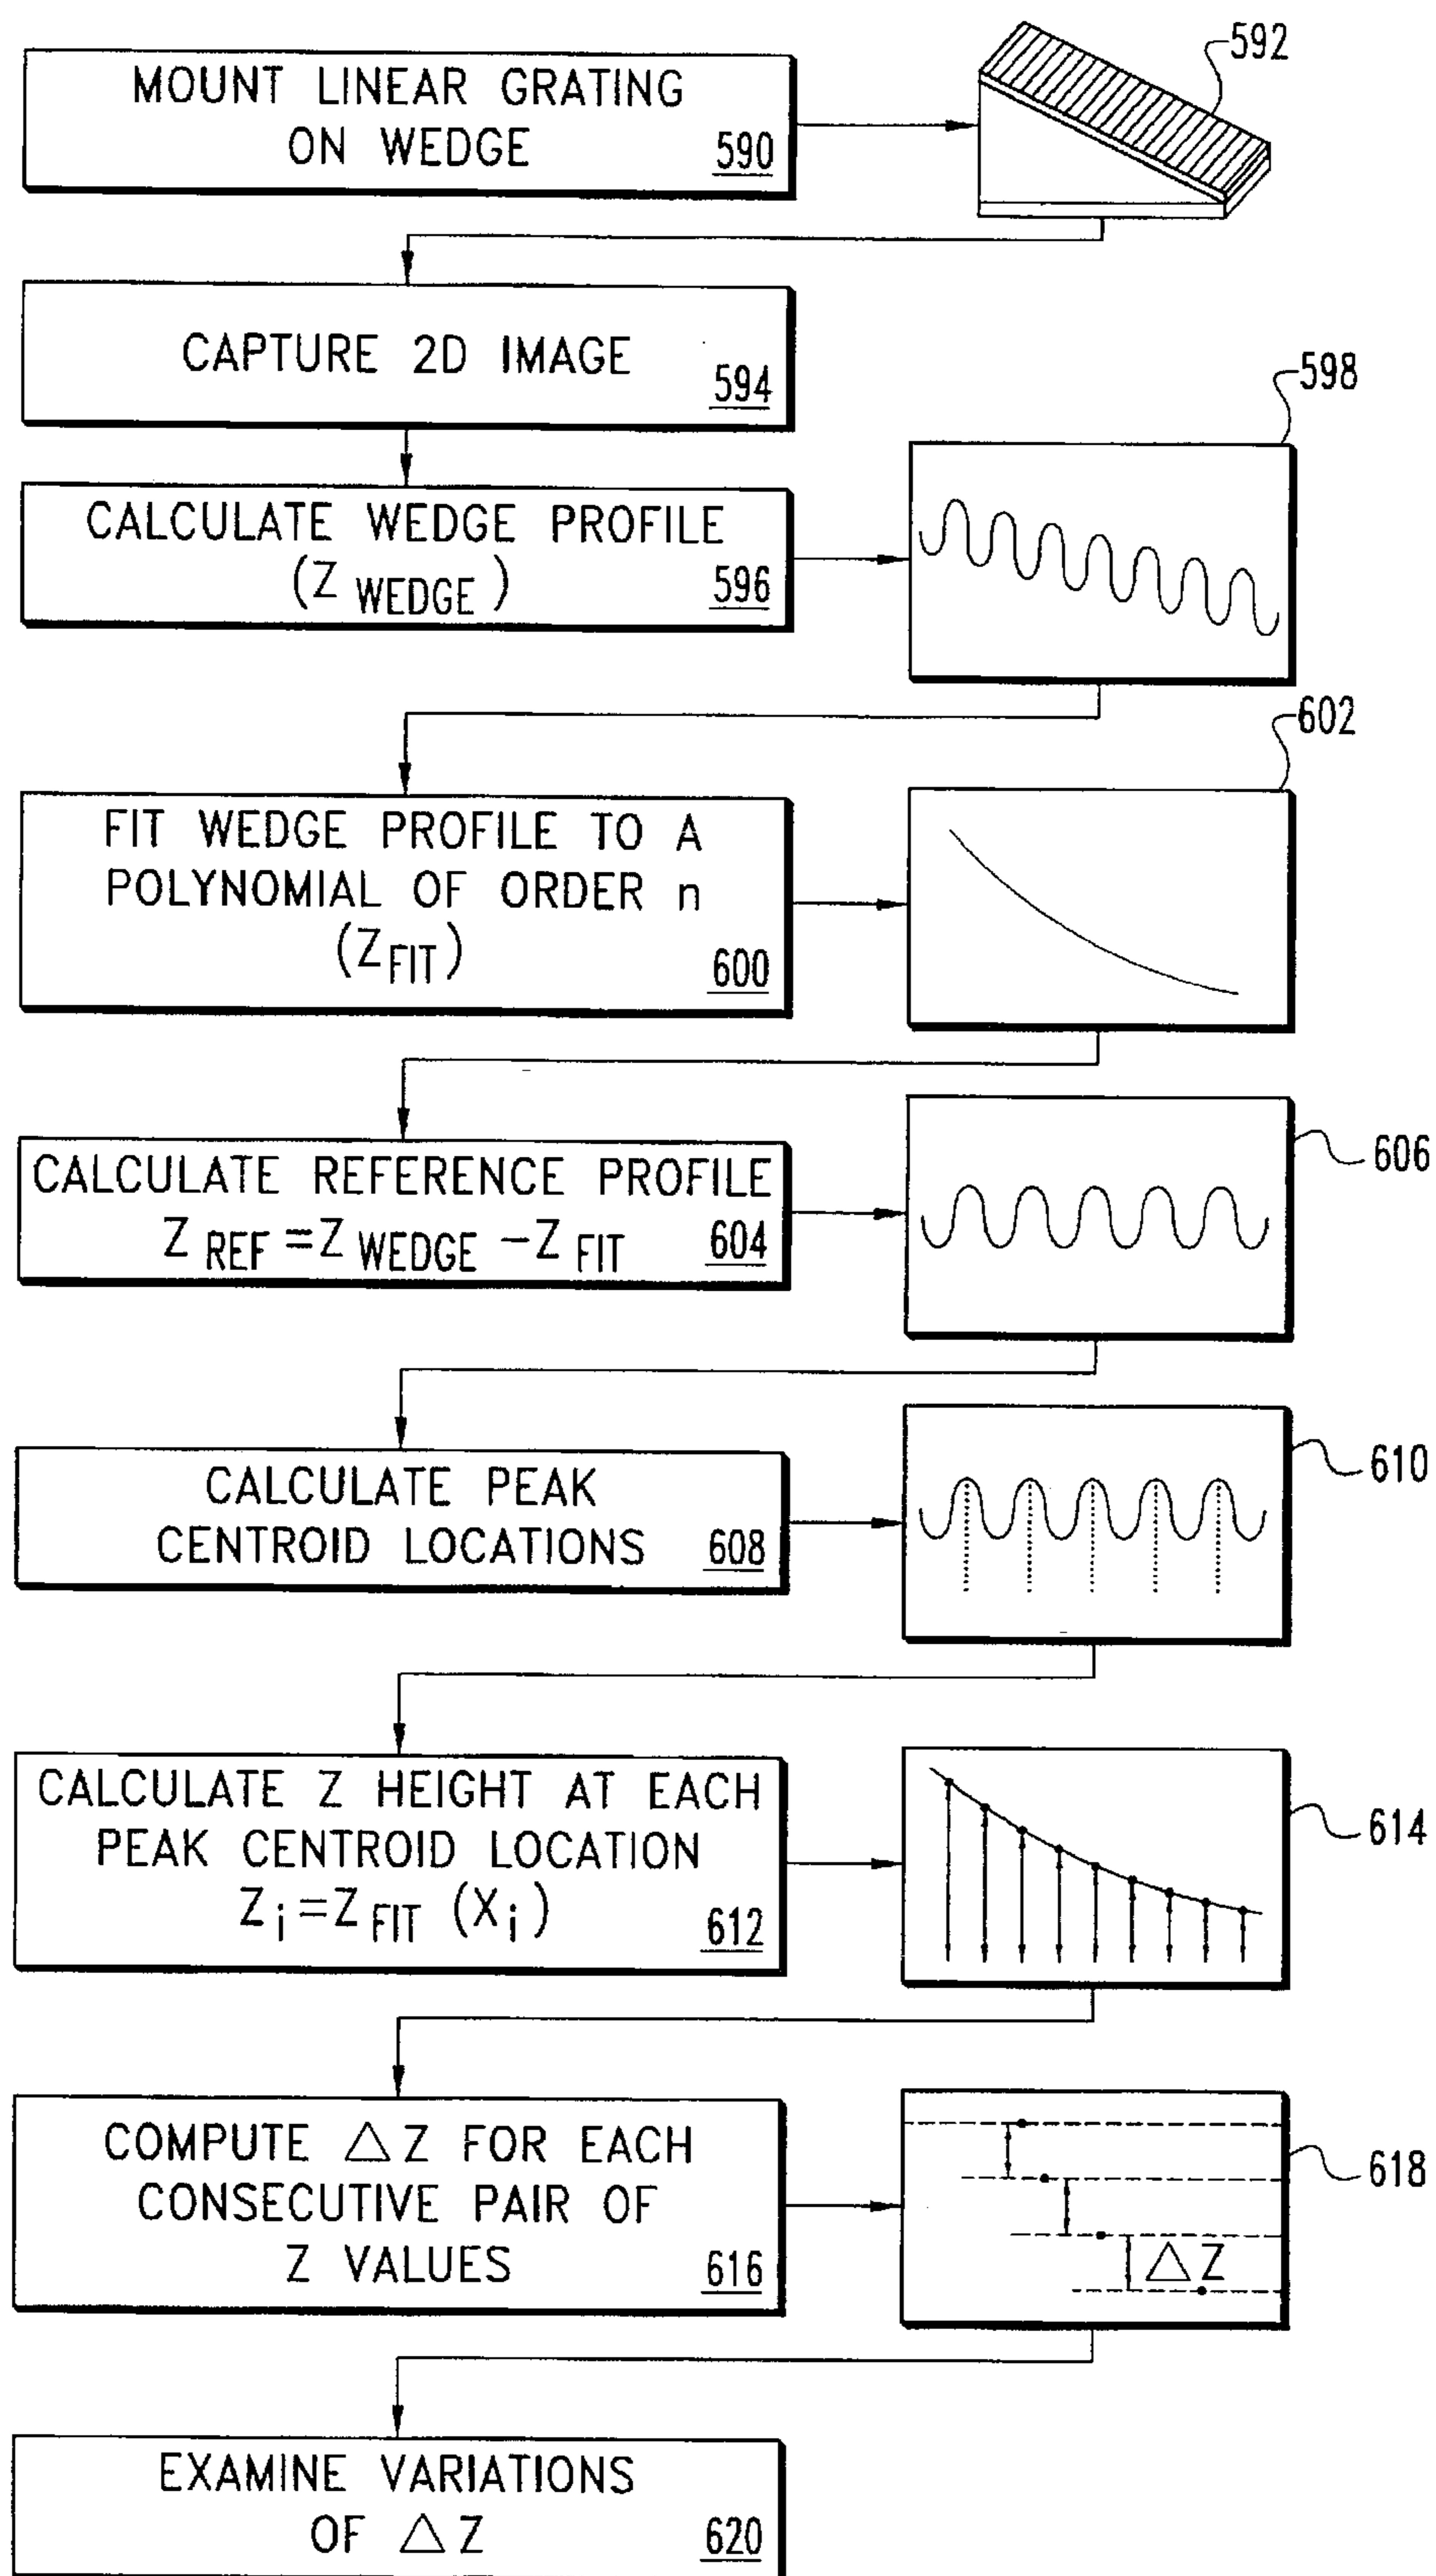 MOUNT LINEAR GRATING
ON WEDGE 590
592
CAPTURE 2D IMAGE 594
CALCULATE WEDGE PROFILE
(Z WEDGE) 596
598
FIT WEDGE PROFILE TO A
POLYNOMIAL OF ORDER n
(Z FIT) 600
602
CALCULATE REFERENCE PROFILE
Z REF =Z WEDGE -Z FIT 604
606
CALCULATE PEAK
CENTROID LOCATIONS 608
610
CALCULATE Z HEIGHT AT EACH
PEAK CENTROID LOCATION
Z i =Z FIT (X i) 612
614
COMPUTE △Z FOR EACH
CONSECUTIVE PAIR OF
Z VALUES 616
618
△Z
EXAMINE VARIATIONS
OF △Z 620